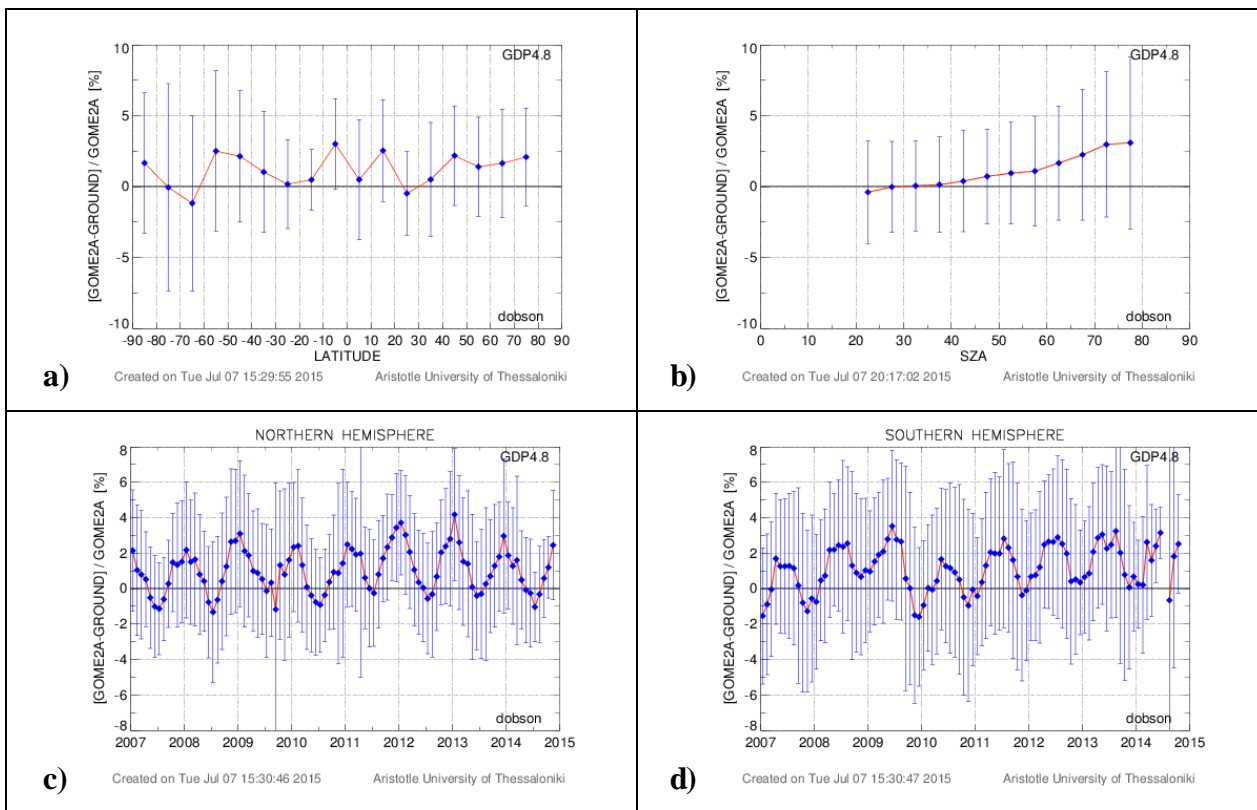 [GOME2A-GROUND] / GOME2A [%]
10
5
0
-5
-10
GDP4.8
dobson
-90 -80 -70 -60 -50 -40 -30 -20 -10 0 10 20 30 40 50 60 70 80 90
LATITUDE
a)
Created on Tue Jul 07 15:29:55 2015 Aristotle University of Thessaloniki
[GOME2A-GROUND] / GOME2A [%]
10
5
0
-5
-10
GDP4.8
dobson
0 10 20 30 40 50 60 70 80 90
SZA
b)
Created on Tue Jul 07 20:17:02 2015 Aristotle University of Thessaloniki
NORTHERN HEMISPHERE
[GOME2A-GROUND] / GOME2A [%]
8
6
4
2
0
-2
-4
-6
-8
GDP4.8
dobson
2007 2008 2009 2010 2011 2012 2013 2014 2015
c)
Created on Tue Jul 07 15:30:46 2015 Aristotle University of Thessaloniki
SOUTHERN HEMISPHERE
[GOME2A-GROUND] / GOME2A [%]
8
6
4
2
0
-2
-4
-6
-8
GDP4.8
dobson
2007 2008 2009 2010 2011 2012 2013 2014 2015
d)
Created on Tue Jul 07 15:30:47 2015 Aristotle University of Thessaloniki